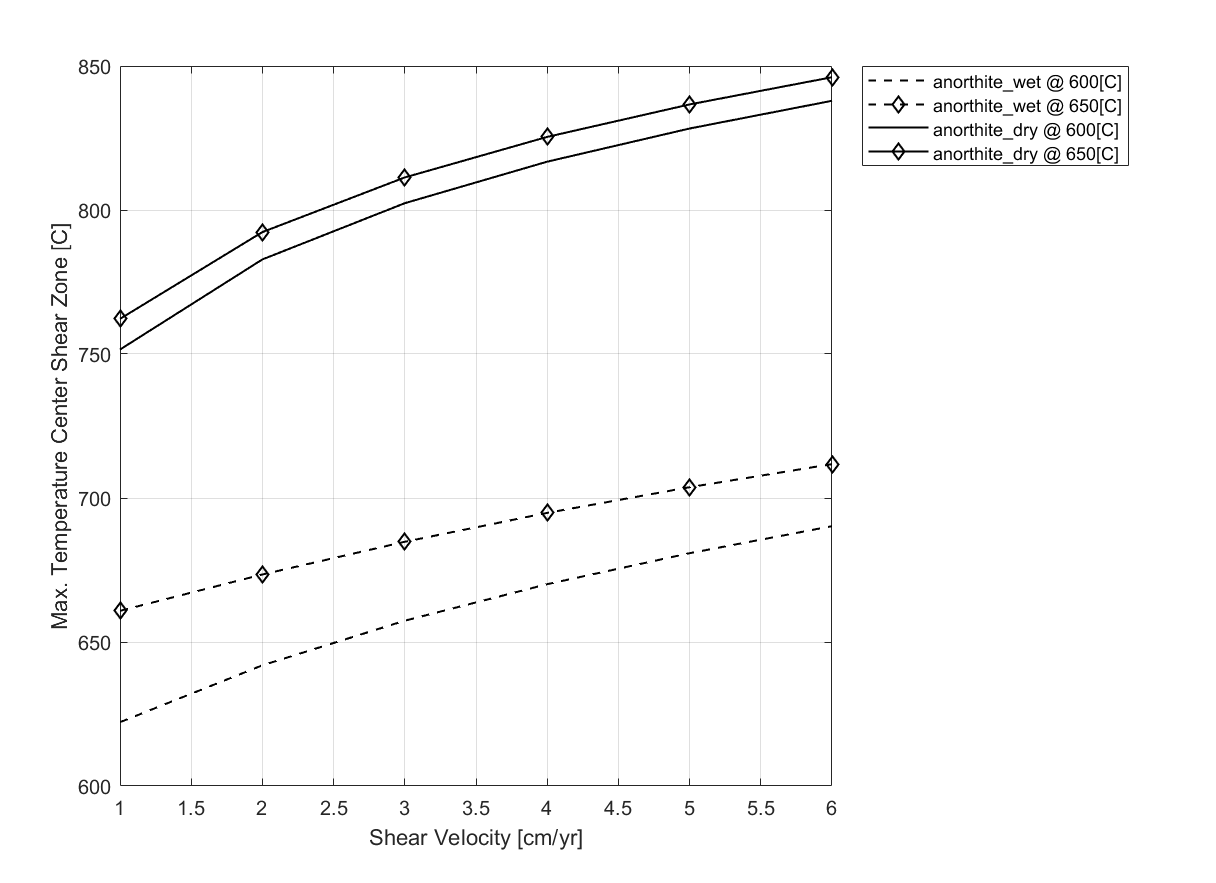 850
800
750
700
650
600
Max. Temperature Center Shear Zone [C]
1 1.5 2 2.5 3 3.5 4 4.5 5 5.5 6
Shear Velocity [cm/yr]
anorthite_wet @ 600[C]
anorthite_wet @ 650[C]
anorthite_dry @ 600[C]
anorthite_dry @ 650[C]